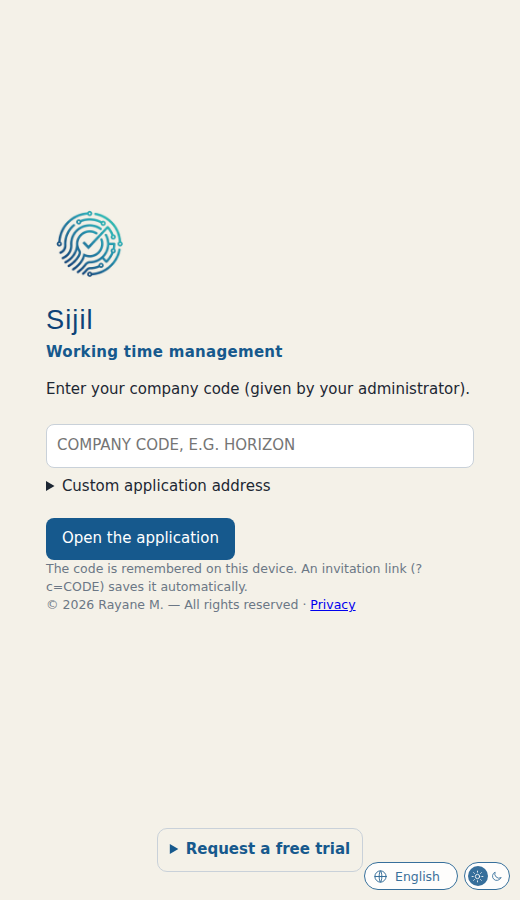 Sijil
Working time management
Enter your company code (given by your administrator).
COMPANY CODE, E.G. HORIZON
Custom application address
Open the application
The code is remembered on this device. An invitation link (?
c=CODE) saves it automatically.
© 2026 Rayane M. — All rights reserved · Privacy
Request a free trial
English